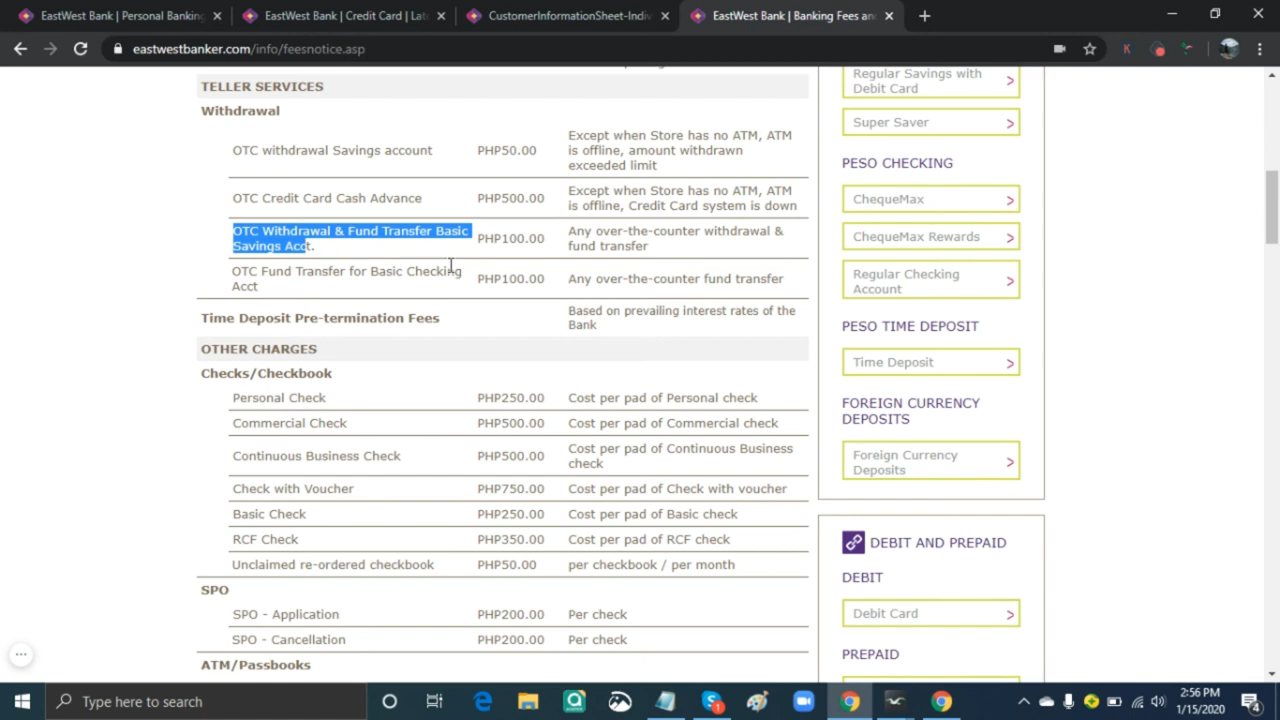 EastWest Bank | Personal Banking
EastWest Bank | Credit Card | Late
CustomerInformationSheet-Indiv
EastWest Bank | Banking Fees and
eastwestbanker.com/info/feesnotice.asp
TELLER SERVICES
Withdrawal
OTC withdrawal Savings account
PHP50.00
Except when Store has no ATM, ATM
is offline, amount withdrawn
exceeded limit
OTC Credit Card Cash Advance
PHP500.00
Except when Store has no ATM, ATM
is offline, Credit Card system is down
OTC Withdrawal & Fund Transfer Basic
Savings Acct.
PHP100.00
Any over-the-counter withdrawal &
fund transfer
OTC Fund Transfer for Basic Checking
Acct
PHP100.00
Any over-the-counter fund transfer
Time Deposit Pre-termination Fees
Based on prevailing interest rates of the
Bank
OTHER CHARGES
Checks/Checkbook
Personal Check PHP250.00 Cost per pad of Personal check
Commercial Check PHP500.00 Cost per pad of Commercial check
Continuous Business Check PHP500.00
Cost per pad of Continuous Business
check
Check with Voucher PHP750.00 Cost per pad of Check with voucher
Basic Check PHP250.00 Cost per pad of Basic check
RCF Check PHP350.00 Cost per pad of RCF check
Unclaimed re-ordered checkbook PHP50.00 per checkbook / per month
SPO
SPO - Application PHP200.00 Per check
SPO - Cancellation PHP200.00 Per check
ATM/Passbooks
Regular Savings with
Debit Card
Super Saver
PESO CHECKING
ChequeMax
ChequeMax Rewards
Regular Checking
Account
PESO TIME DEPOSIT
Time Deposit
FOREIGN CURRENCY
DEPOSITS
Foreign Currency
Deposits
DEBIT AND PREPAID
DEBIT
Debit Card
PREPAID
Type here to search
2:56 PM
1/15/2020